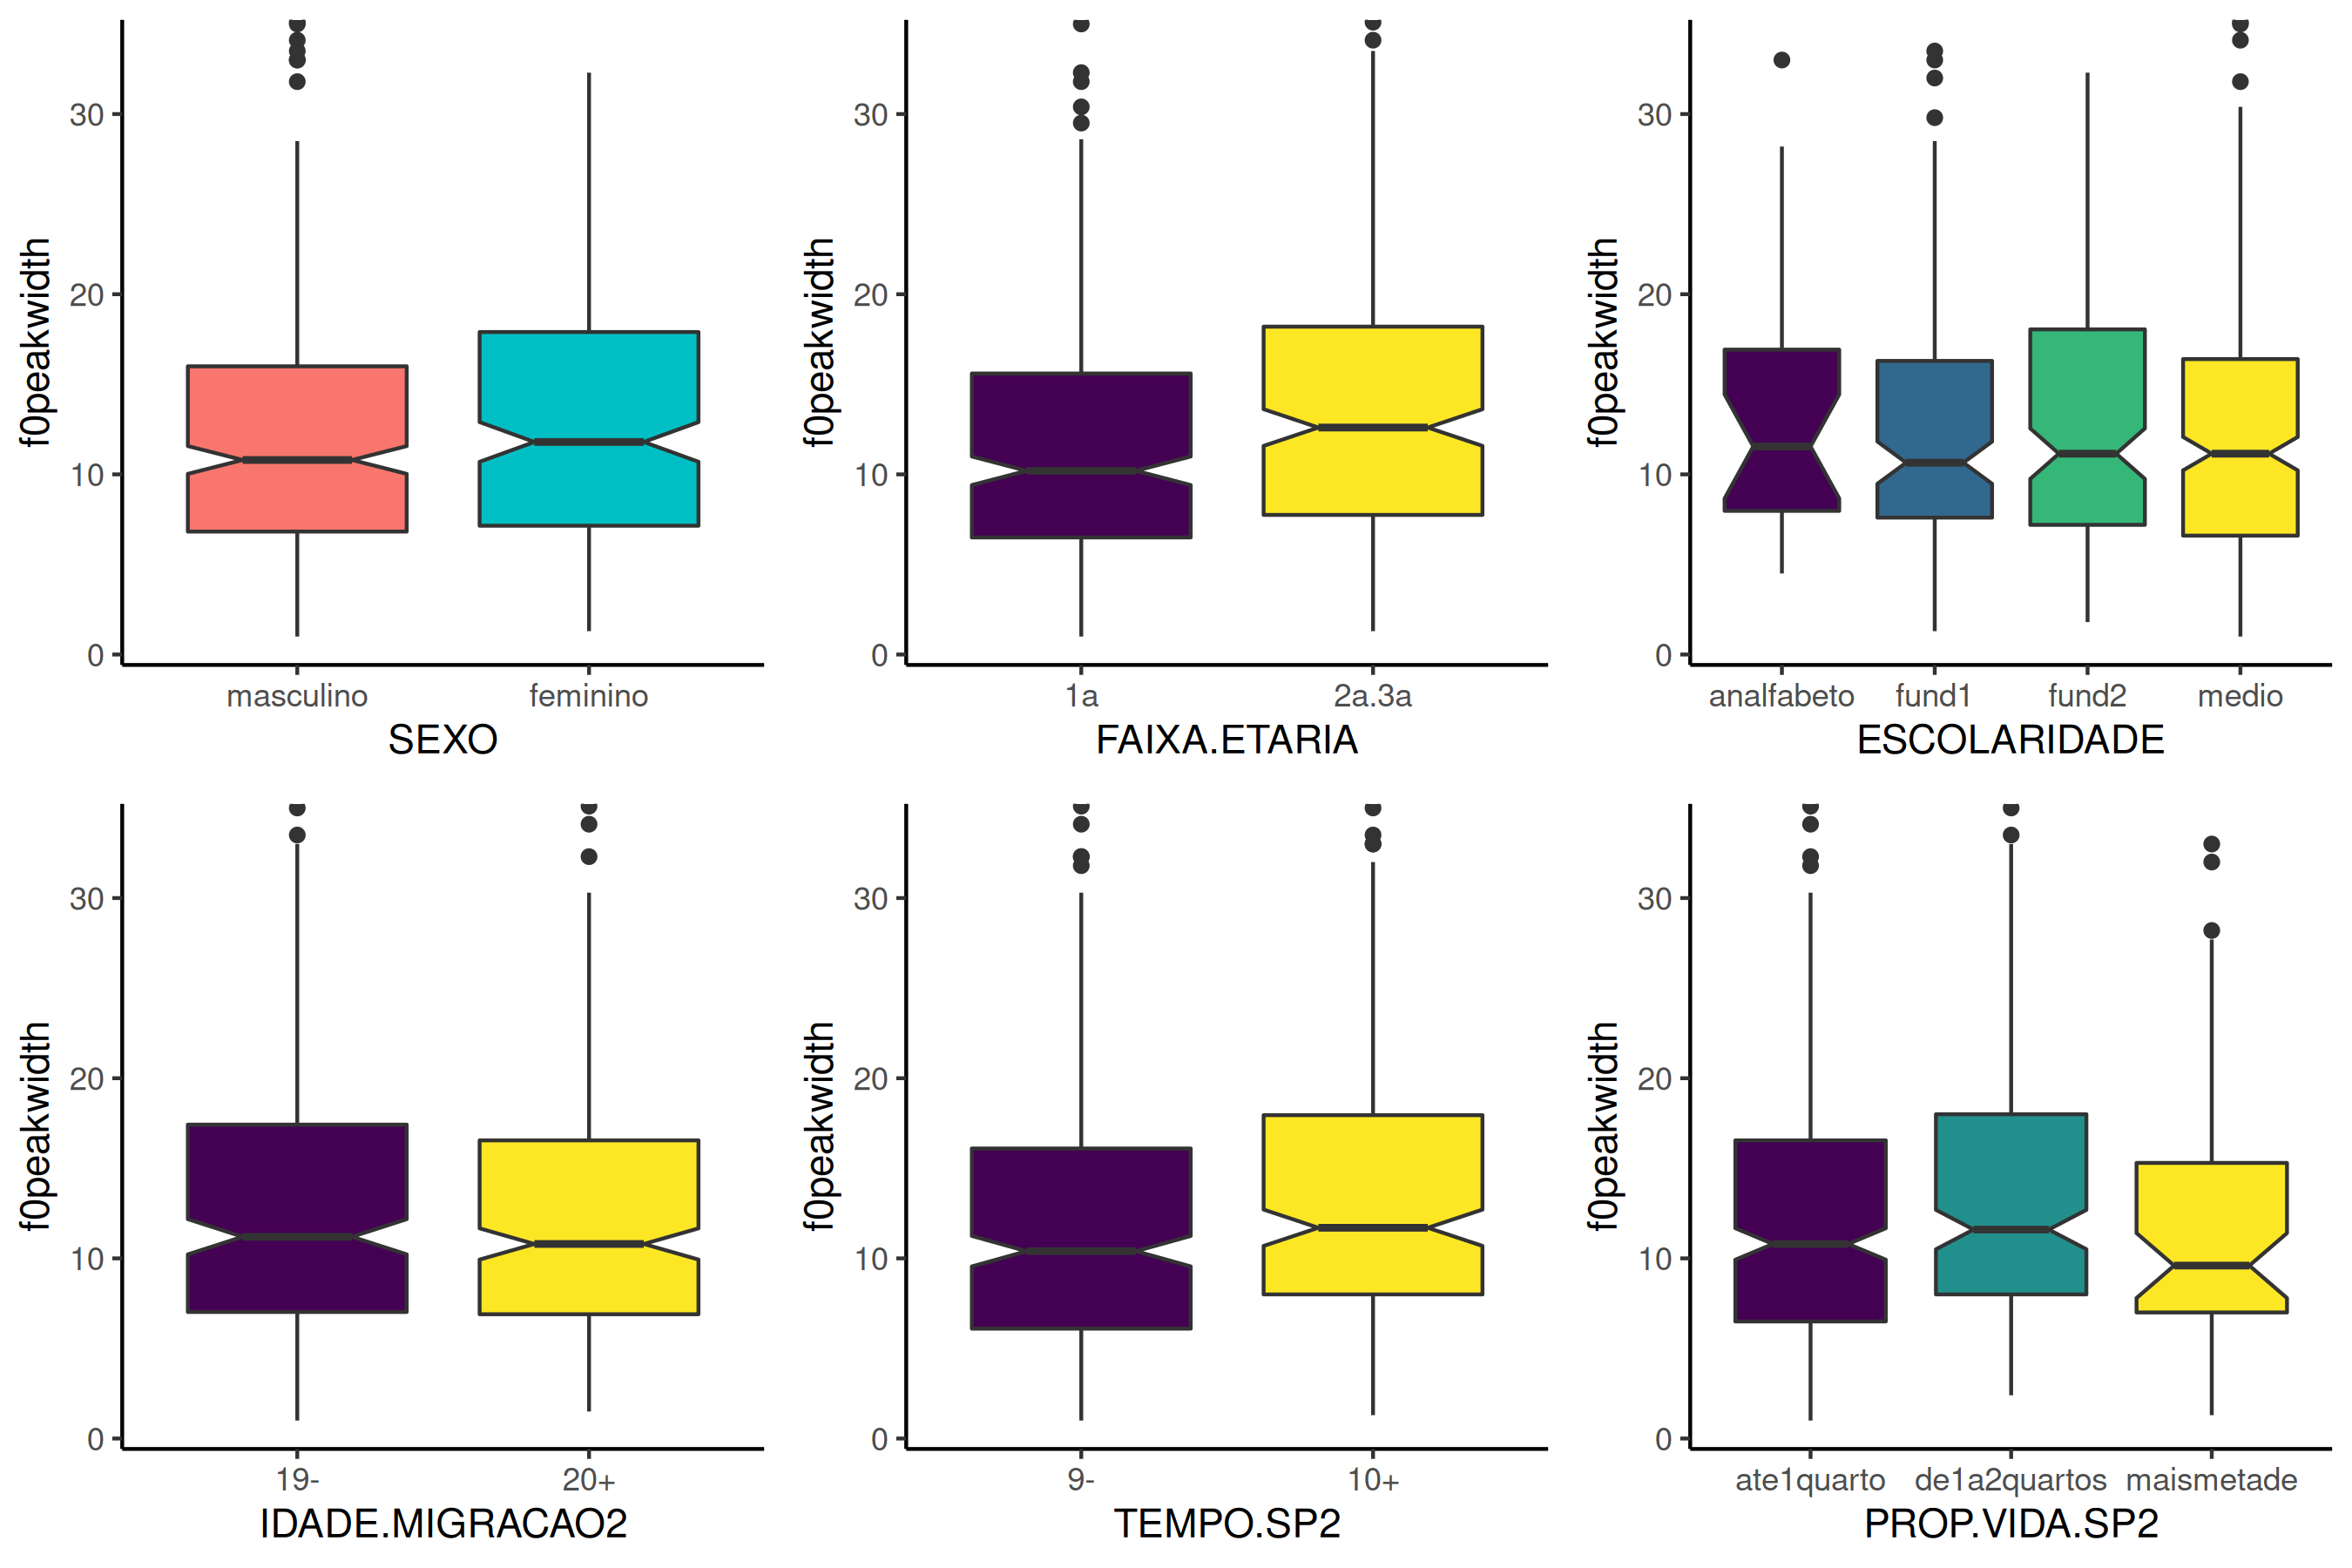 f0peakwidth
30
20
10
0
masculino feminino
SEXO
f0peakwidth
30
20
10
0
1a 2a.3a
FAIXA.ETARIA
f0peakwidth
30
20
10
0
analfabeto fund1 fund2 medio
ESCOLARIDADE
f0peakwidth
30
20
10
0
19- 20+
IDADE.MIGRACAO2
f0peakwidth
30
20
10
0
9- 10+
TEMPO.SP2
f0peakwidth
30
20
10
0
ate1quarto de1a2quartos maismetade
PROP.VIDA.SP2